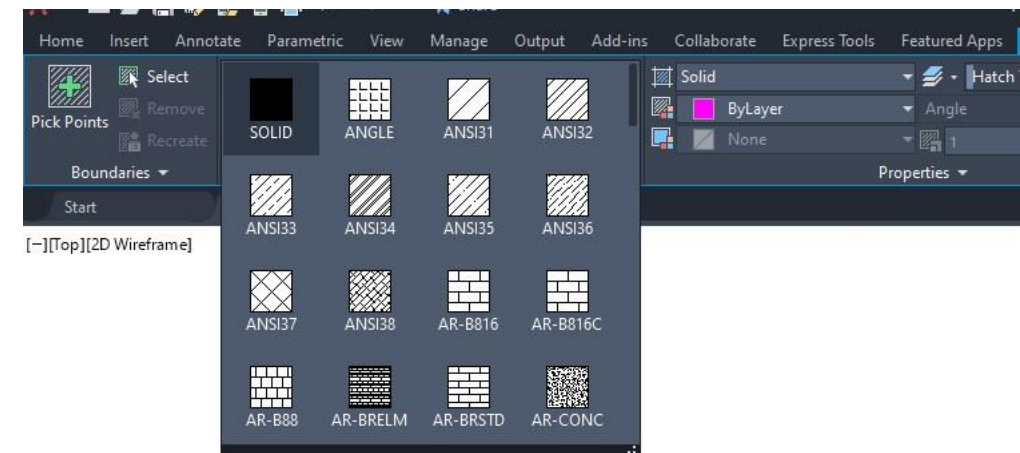 Home Insert Annotate Parametric View Manage Output Add-ins Collaborate Express Tools Featured Apps
Pick Points
Select
Remove
Recreate
Boundaries
SOLID ANGLE ANSI31 ANSI32
ANSI33 ANSI34 ANSI35 ANSI36
ANSI37 ANSI38 AR-B816 AR-B816C
AR-B88 AR-BRELM AR-BRSTD AR-CONC
Solid
Hatch
ByLayer
Angle
None
1
Properties
Start
[−][Top][2D Wireframe]